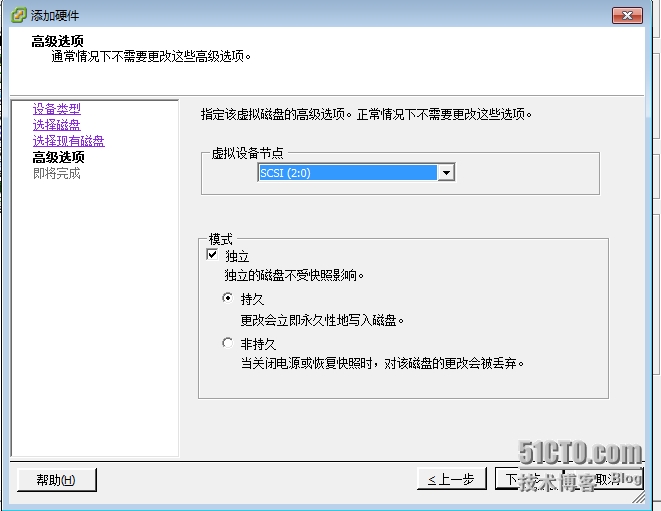 添加硬件
高级选项
通常情况下不需要更改这些高级选项。
设备类型
选择磁盘
选择现有磁盘
高级选项
即将完成
指定该虚拟磁盘的高级选项。正常情况下不需要更改这些选项。
虚拟设备节点
SCSI (2:0)
模式
独立
独立的磁盘不受快照影响。
持久
更改会立即永久性地写入磁盘。
非持久
当关闭电源或恢复快照时，对该磁盘的更改会被丢弃。
帮助(H)
≤上一步
下一步
取消
51CTO.com
技术博客 Blog